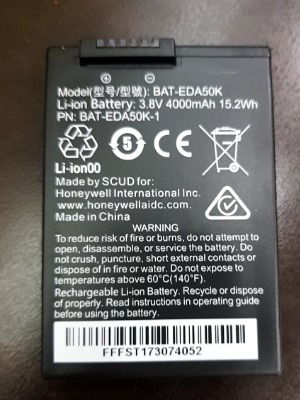 Model(型号/型號): BAT-EDA50K
Li-ion Battery: 3.8V 4000mAh 15.2Wh
PN: BAT-EDA50K-1
5
CE
Li-ion00
Made by SCUD for:
Honeywell International Inc.
www.honeywellaidc.com
Made in China
WARNING
To reduce risk of fire or burns, do not attempt to
open, disassemble, or service the battery. Do
not crush, puncture, short external contacts or
dispose of in fire or water. Do not expose to
temperatures above 60°C(140°F).
Rechargeable Li-ion Battery. Recycle or dispose
of properly. Read instructions in operating guide
before using the battery.
FFFST173074052